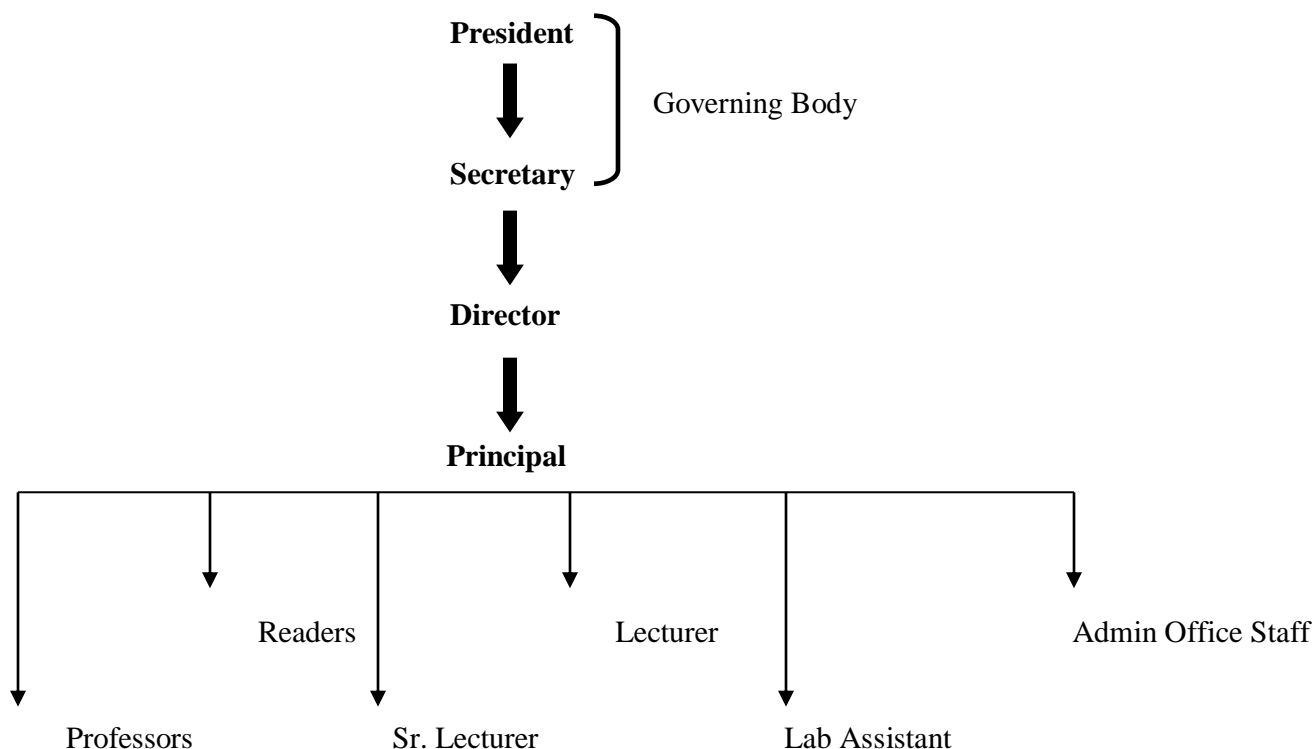 President
Governing Body
Secretary
Director
Principal
Readers Lecturer Admin Office Staff
Professors Sr. Lecturer Lab Assistant